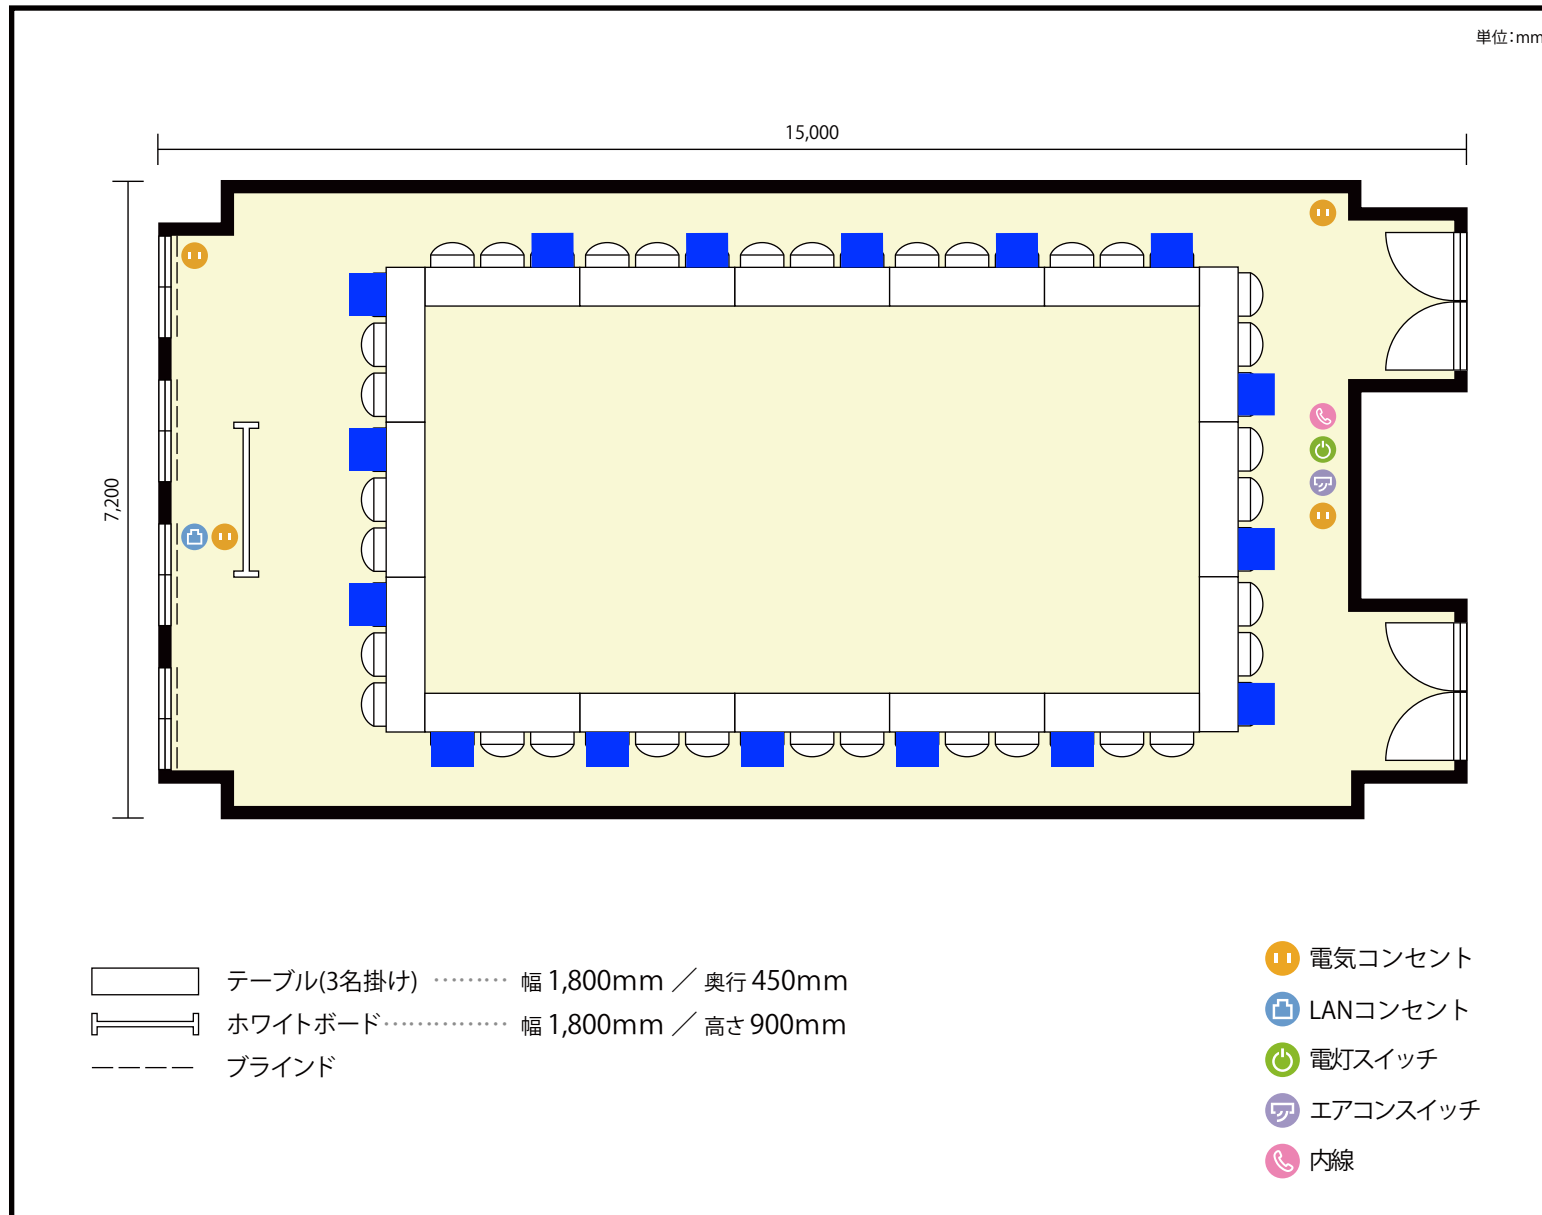 単位：mm
15,000
7,200
テーブル(3名掛け) ········· 幅 1,800mm ／ 奥行 450mm
ホワイトボード ··············· 幅 1,800mm ／ 高さ 900mm
ブラインド
電気コンセント
LANコンセント
電灯スイッチ
エアコンスイッチ
内線